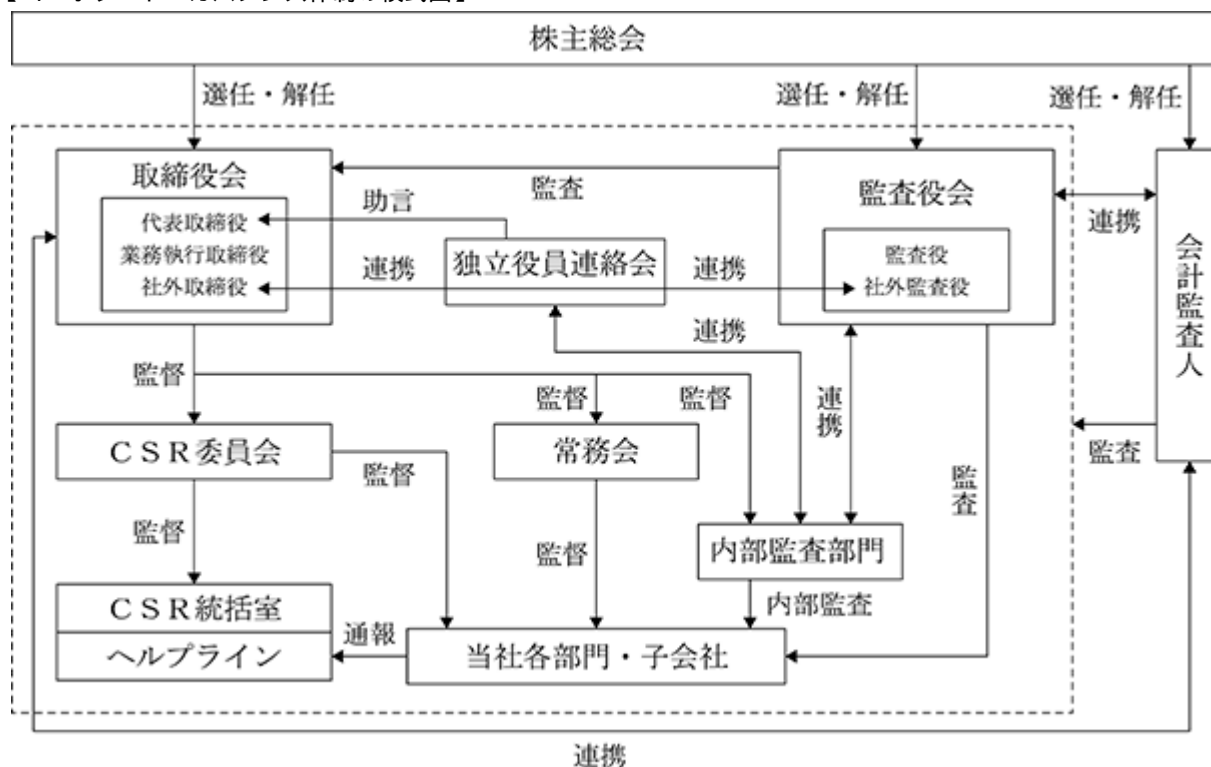 株主総会
選任・解任
選任・解任
選任・解任
取締役会
代表取締役
業務執行取締役
社外取締役
監査
助言
独立役員連絡会
連携
連携
監査役会
監査役
社外監査役
連携
会計監査人
連携
監督
監督
監督
連携
監査
監査
CSR委員会
監督
常務会
監督
監督
内部監査部門
内部監査
CSR統括室
ヘルプライン
通報
当社各部門・子会社
連携